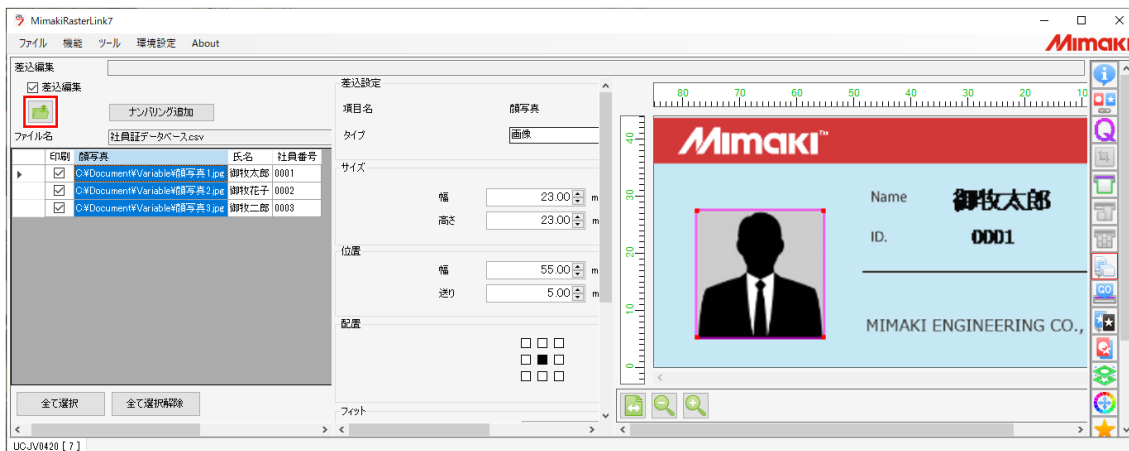 MimakiRasterLink7
ファイル 機能 ツール 環境設定 About
Mimaki
差込編集
差込編集
ナンバリング追加
ファイル名 社員証データベース.csv
印刷 顔写真 氏名 社員番号
C:¥Document¥Variable¥顔写真1.jpg 御牧太郎 0001
C:¥Document¥Variable¥顔写真2.jpg 御牧花子 0002
C:¥Document¥Variable¥顔写真3.jpg 御牧二郎 0003
全て選択 全て選択解除
差込設定
項目名 顔写真
タイプ 画像
サイズ
幅 23.00 m
高さ 23.00 m
位置
幅 55.00 m
送り 5.00 m
配置
フィット
80 70 60 50 40 30 20 10
40
30
20
10
0
Mimaki™
Name 御牧太郎
ID. 0001
MIMAKI ENGINEERING CO.,
Q
GO
UCJV0420 [ 7 ]